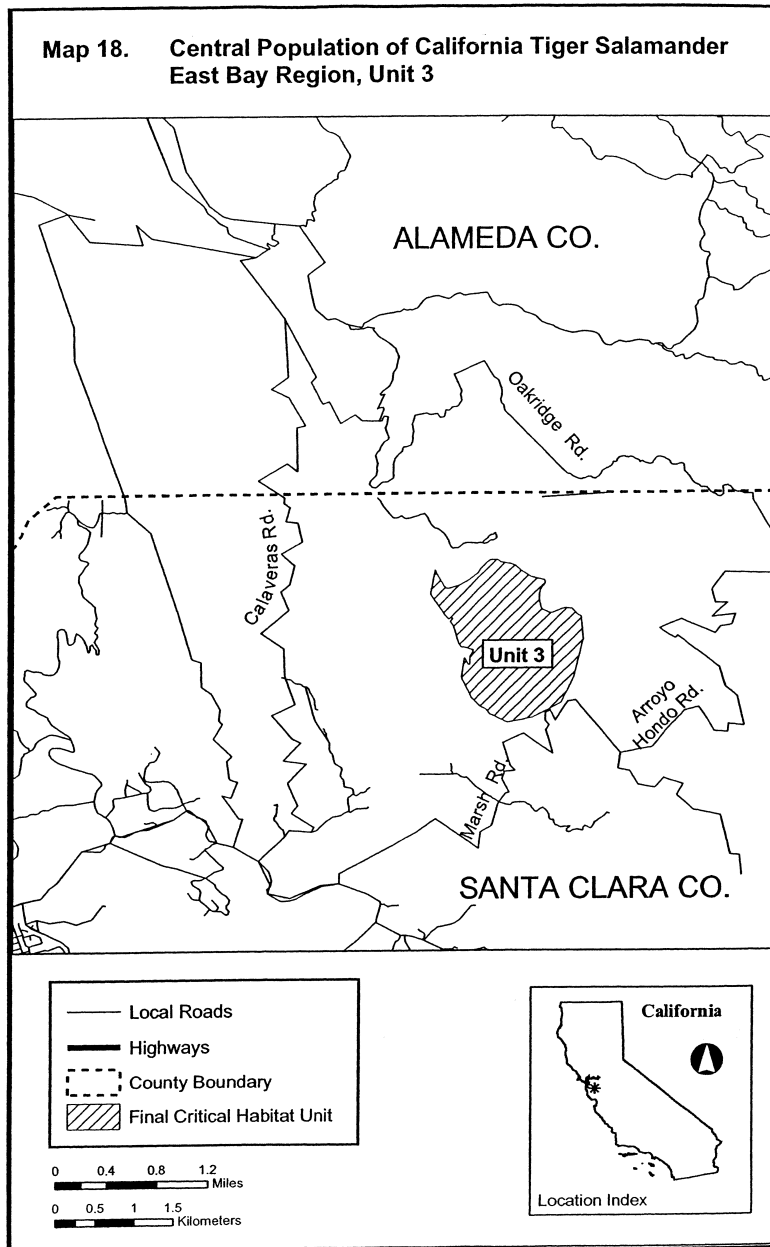 Map 18. Central Population of California Tiger Salamander
East Bay Region, Unit 3
ALAMEDA CO.
Oakridge Rd.
Calaveras Rd.
Unit 3
Arroyo
Hondo Rd.
Marsh Rd.
SANTA CLARA CO.
Local Roads
Highways
County Boundary
Final Critical Habitat Unit
0 0.4 0.8 1.2
Miles
0 0.5 1 1.5
Kilometers
California
Location Index